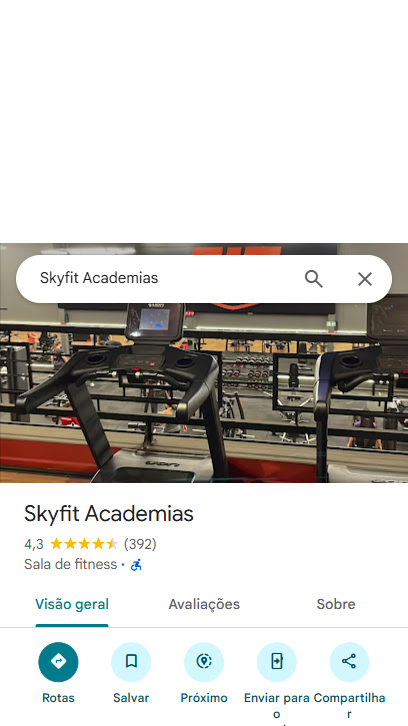 Skyfit Academias
Skyfit Academias
4,3 (392)
Sala de fitness ·
Visão geral Avaliações Sobre
Rotas Salvar Próximo Enviar para Compartilha
o r